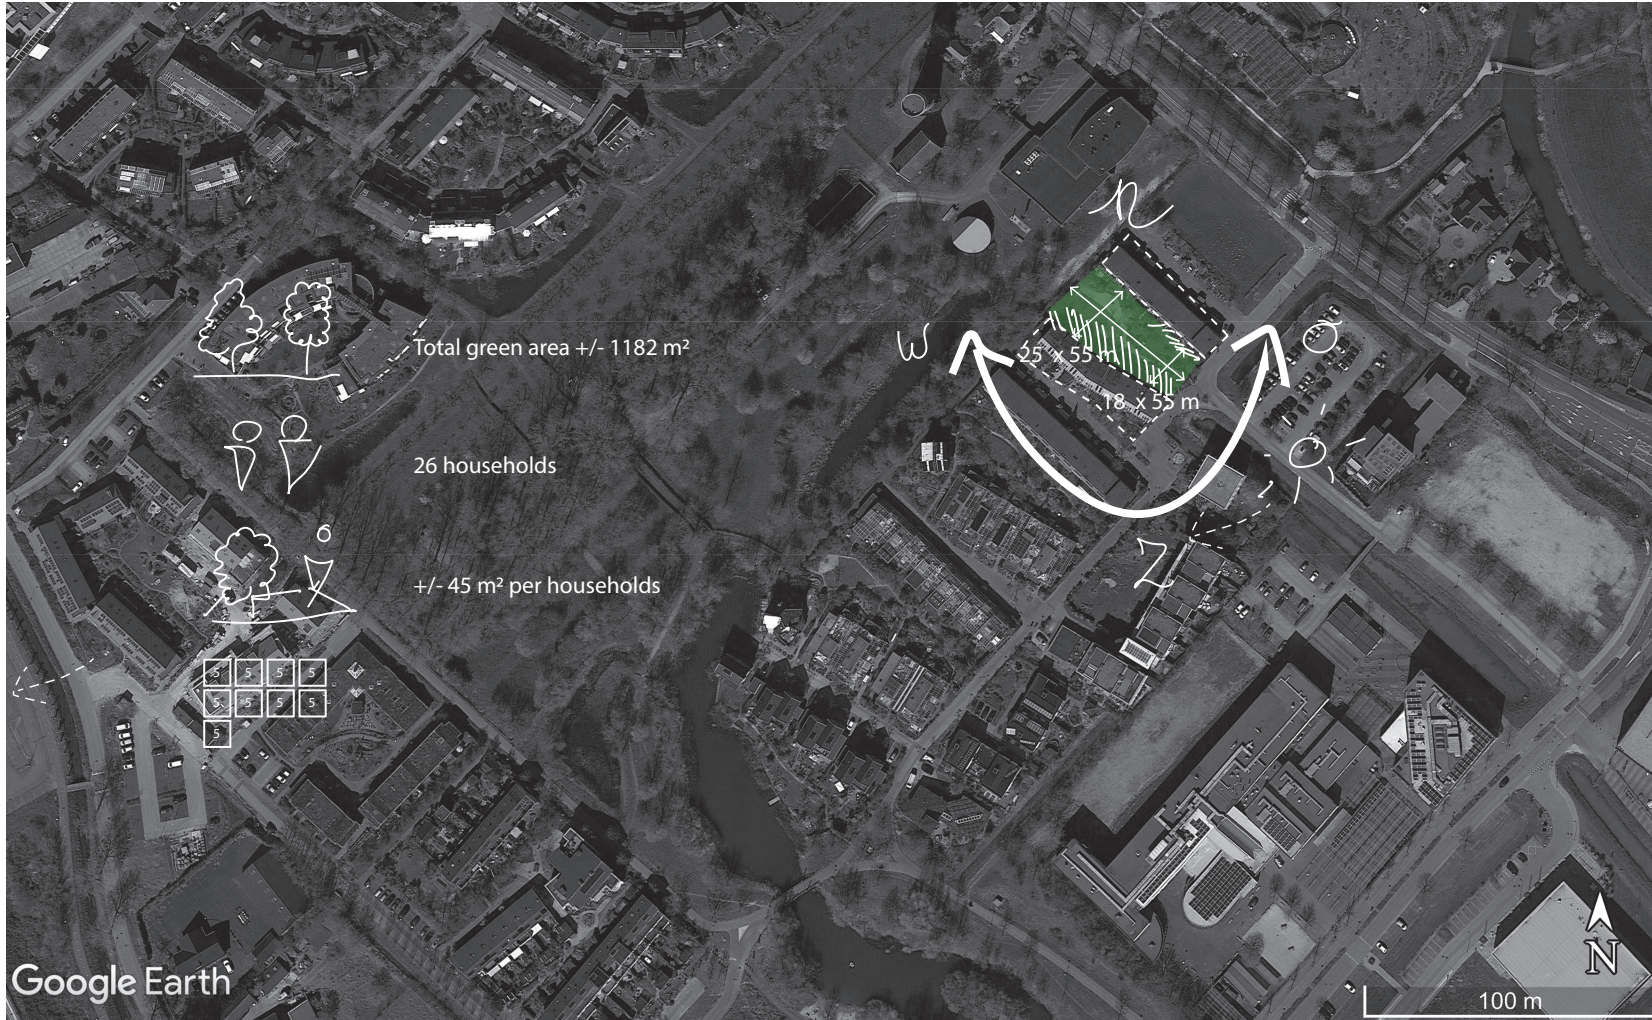 n
Total green area +/- 1182 m²
W
O
25 x 55 m
18 x 55 m
26 households
Z
+/- 45 m² per households
5 5 5 5
5 5 5 5
5
Google Earth
N
100 m